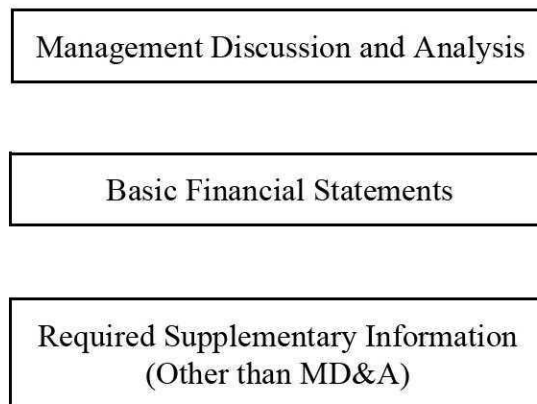 Management Discussion and Analysis
Basic Financial Statements
Required Supplementary Information
(Other than MD&A)